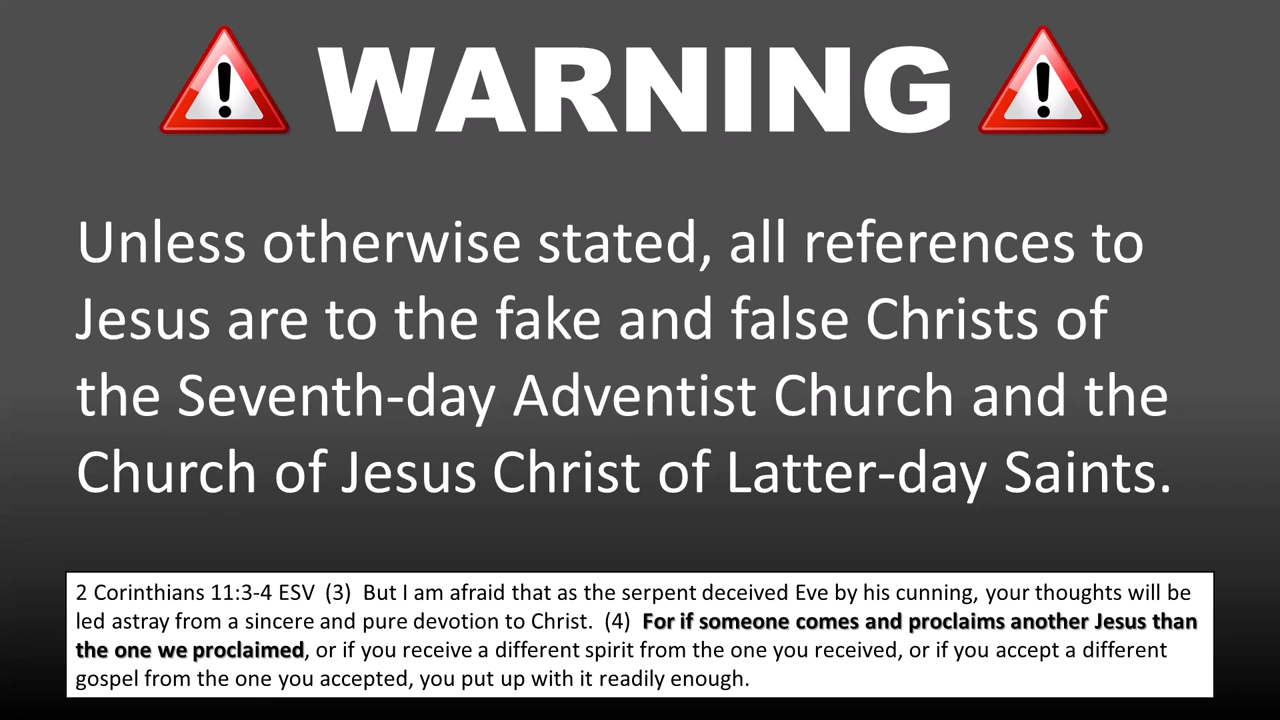 WARNING
Unless otherwise stated, all references to
Jesus are to the fake and false Christs of
the Seventh-day Adventist Church and the
Church of Jesus Christ of Latter-day Saints.
2 Corinthians 11:3-4 ESV (3) But I am afraid that as the serpent deceived Eve by his cunning, your thoughts will be
led astray from a sincere and pure devotion to Christ. (4) For if someone comes and proclaims another Jesus than
the one we proclaimed, or if you receive a different spirit from the one you received, or if you accept a different
gospel from the one you accepted, you put up with it readily enough.